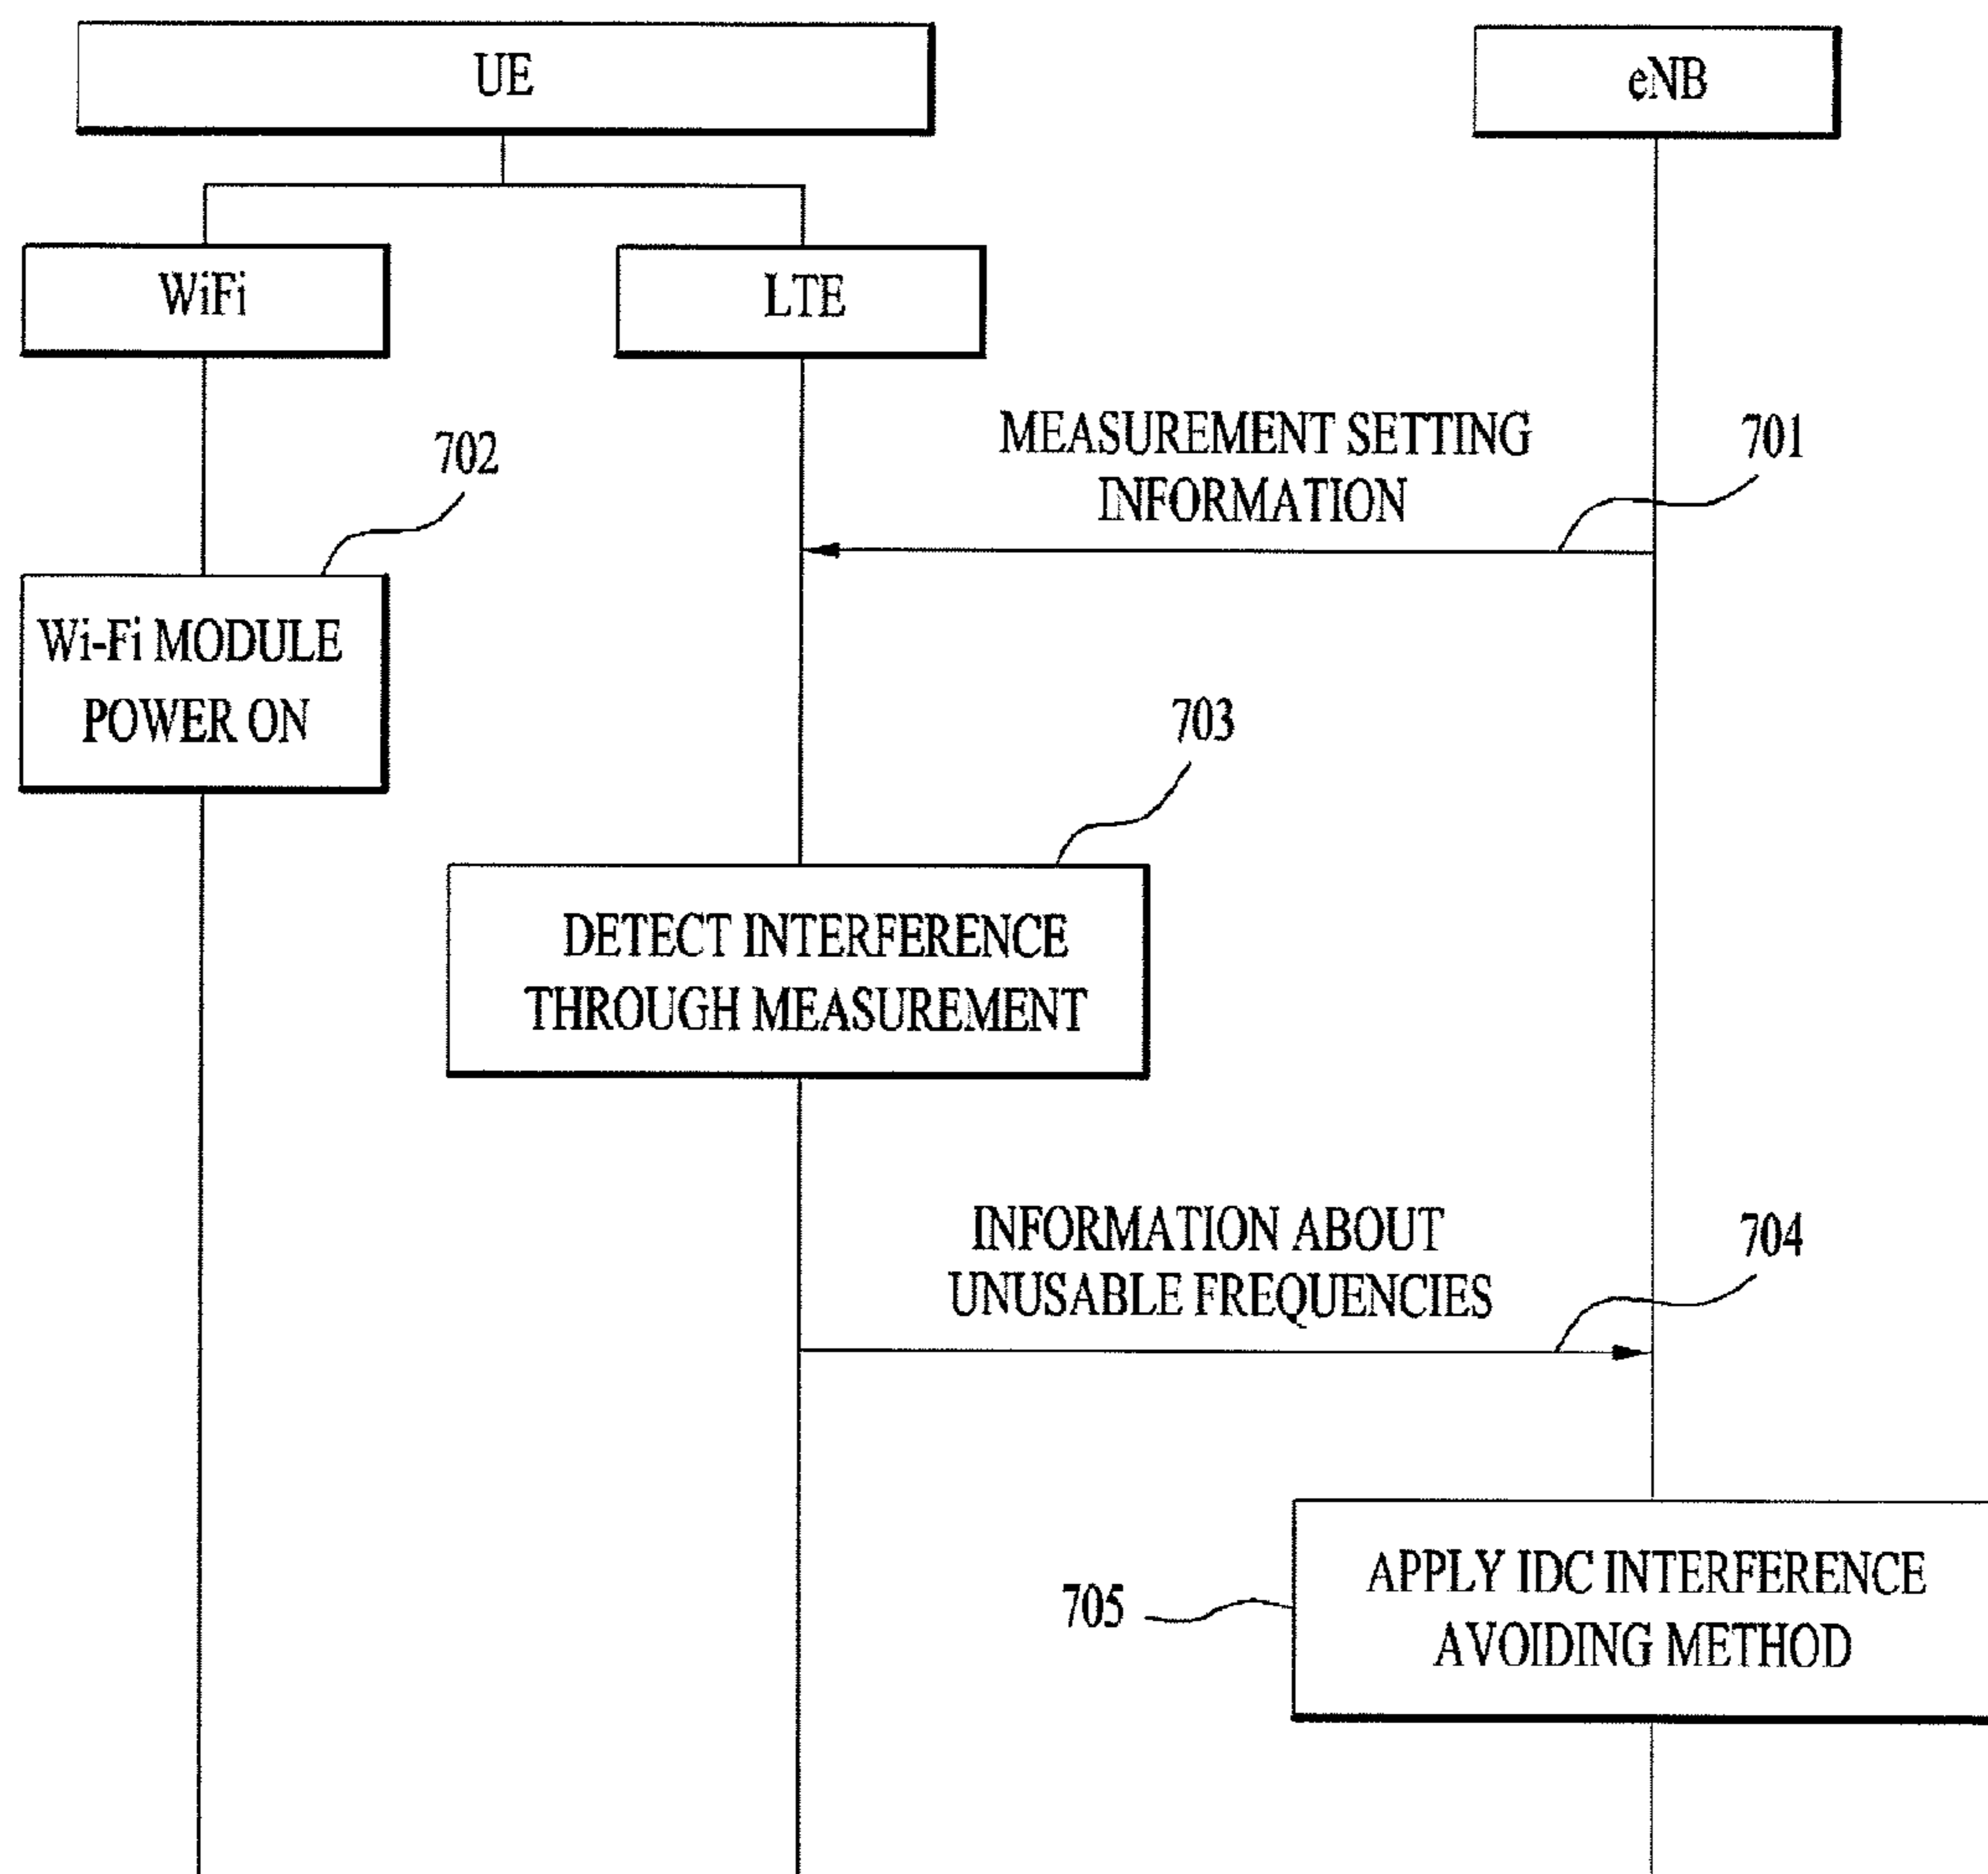 UE
eNB
WiFi
LTE
MEASUREMENT SETTING
INFORMATION
701
702
Wi-Fi MODULE
POWER ON
703
DETECT INTERFERENCE
THROUGH MEASUREMENT
INFORMATION ABOUT
UNUSABLE FREQUENCIES
704
705
APPLY IDC INTERFERENCE
AVOIDING METHOD